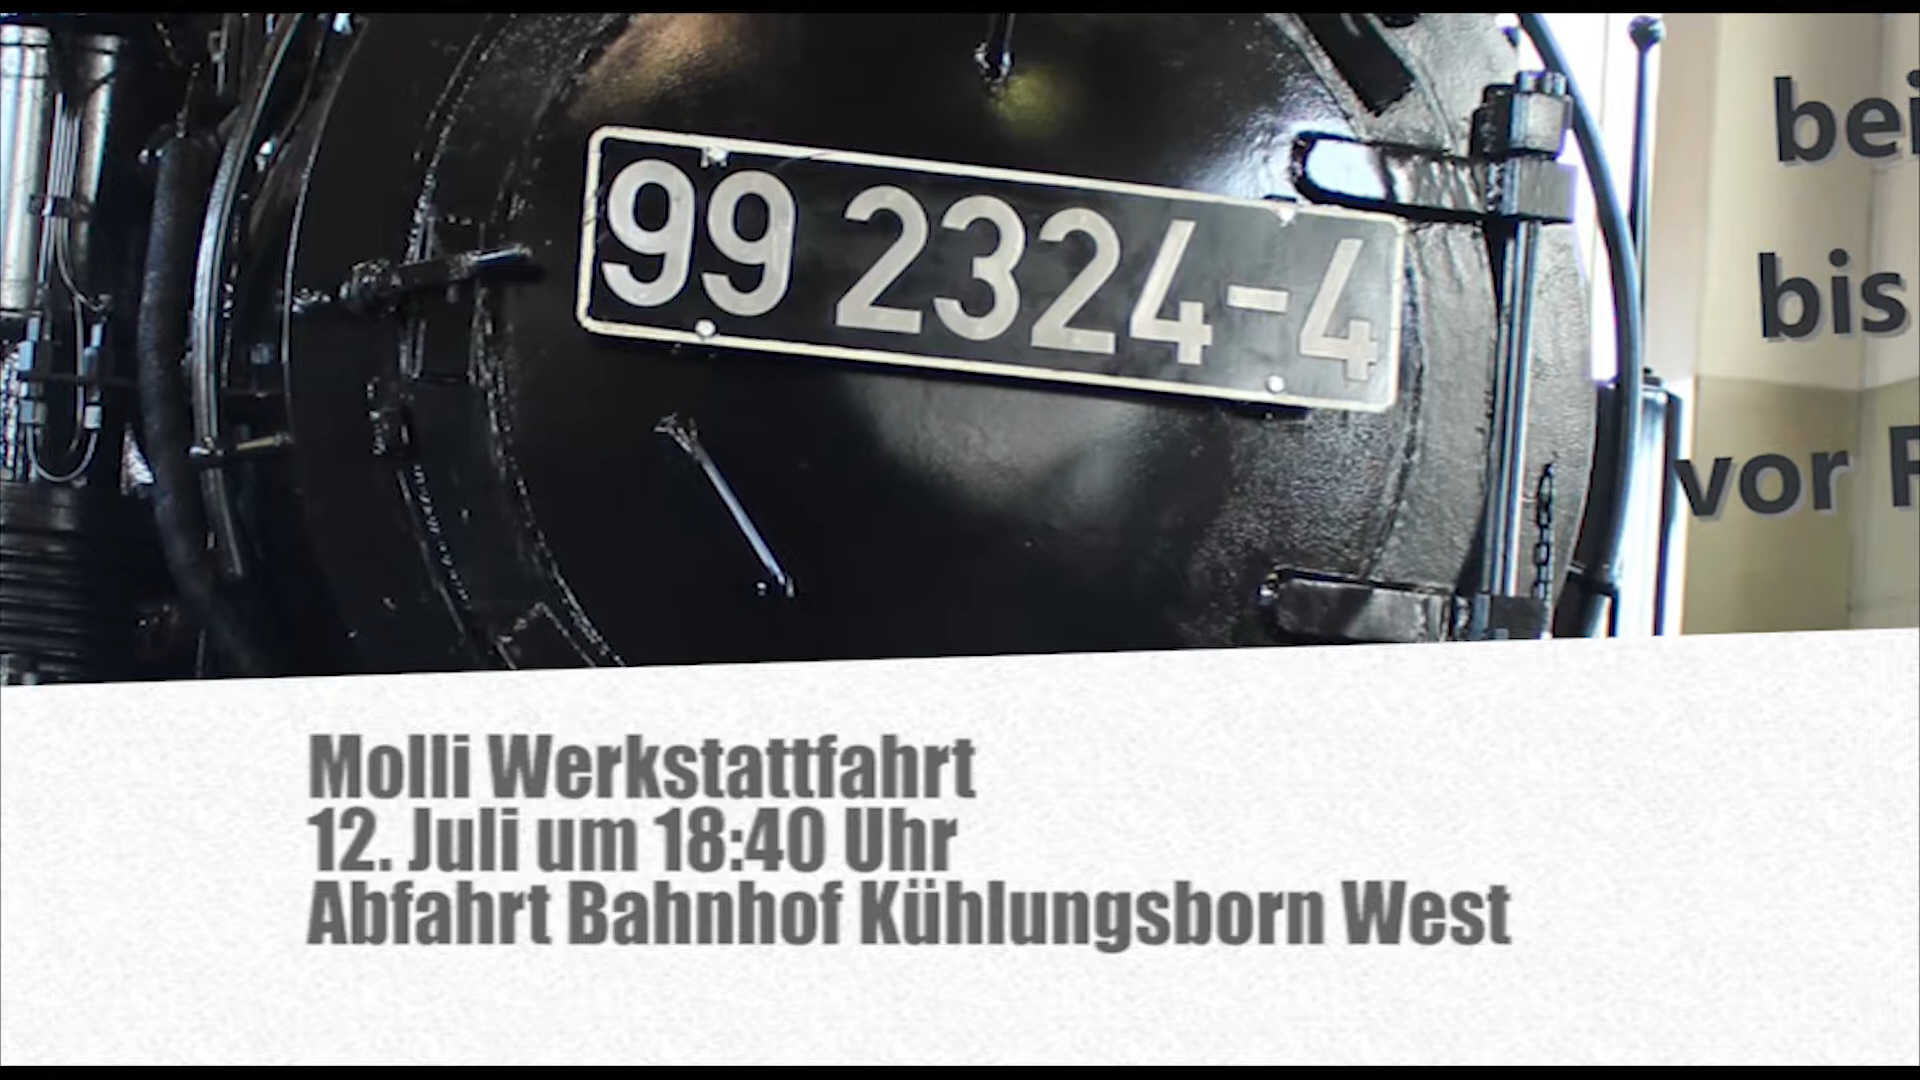 99 2324-4
bei
bis
vor
Molli Werkstattfahrt
12. Juli um 18:40 Uhr
Abfahrt Bahnhof Kühlungsborn West